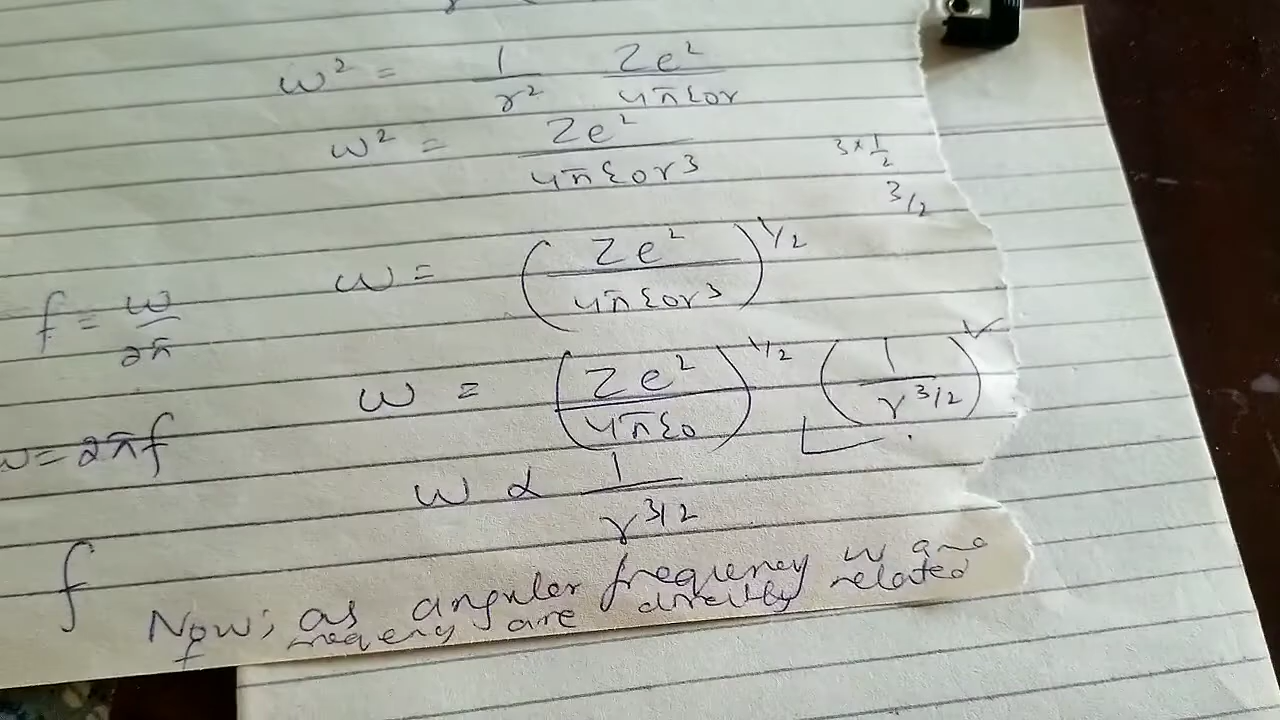 ω² = 1/r² Ze²/4πε0r
ω² = Ze²/4πε0r³
3×1/2
3/2
ω = (Ze²/4πε0r³)^1/2
f = ω/2π
ω = (Ze²/4πε0)^1/2 (1/r^3/2)
ω=2πf
ω ∝ 1/r^3/2
f
Now; as angular frequency ω and
frequency are directly related